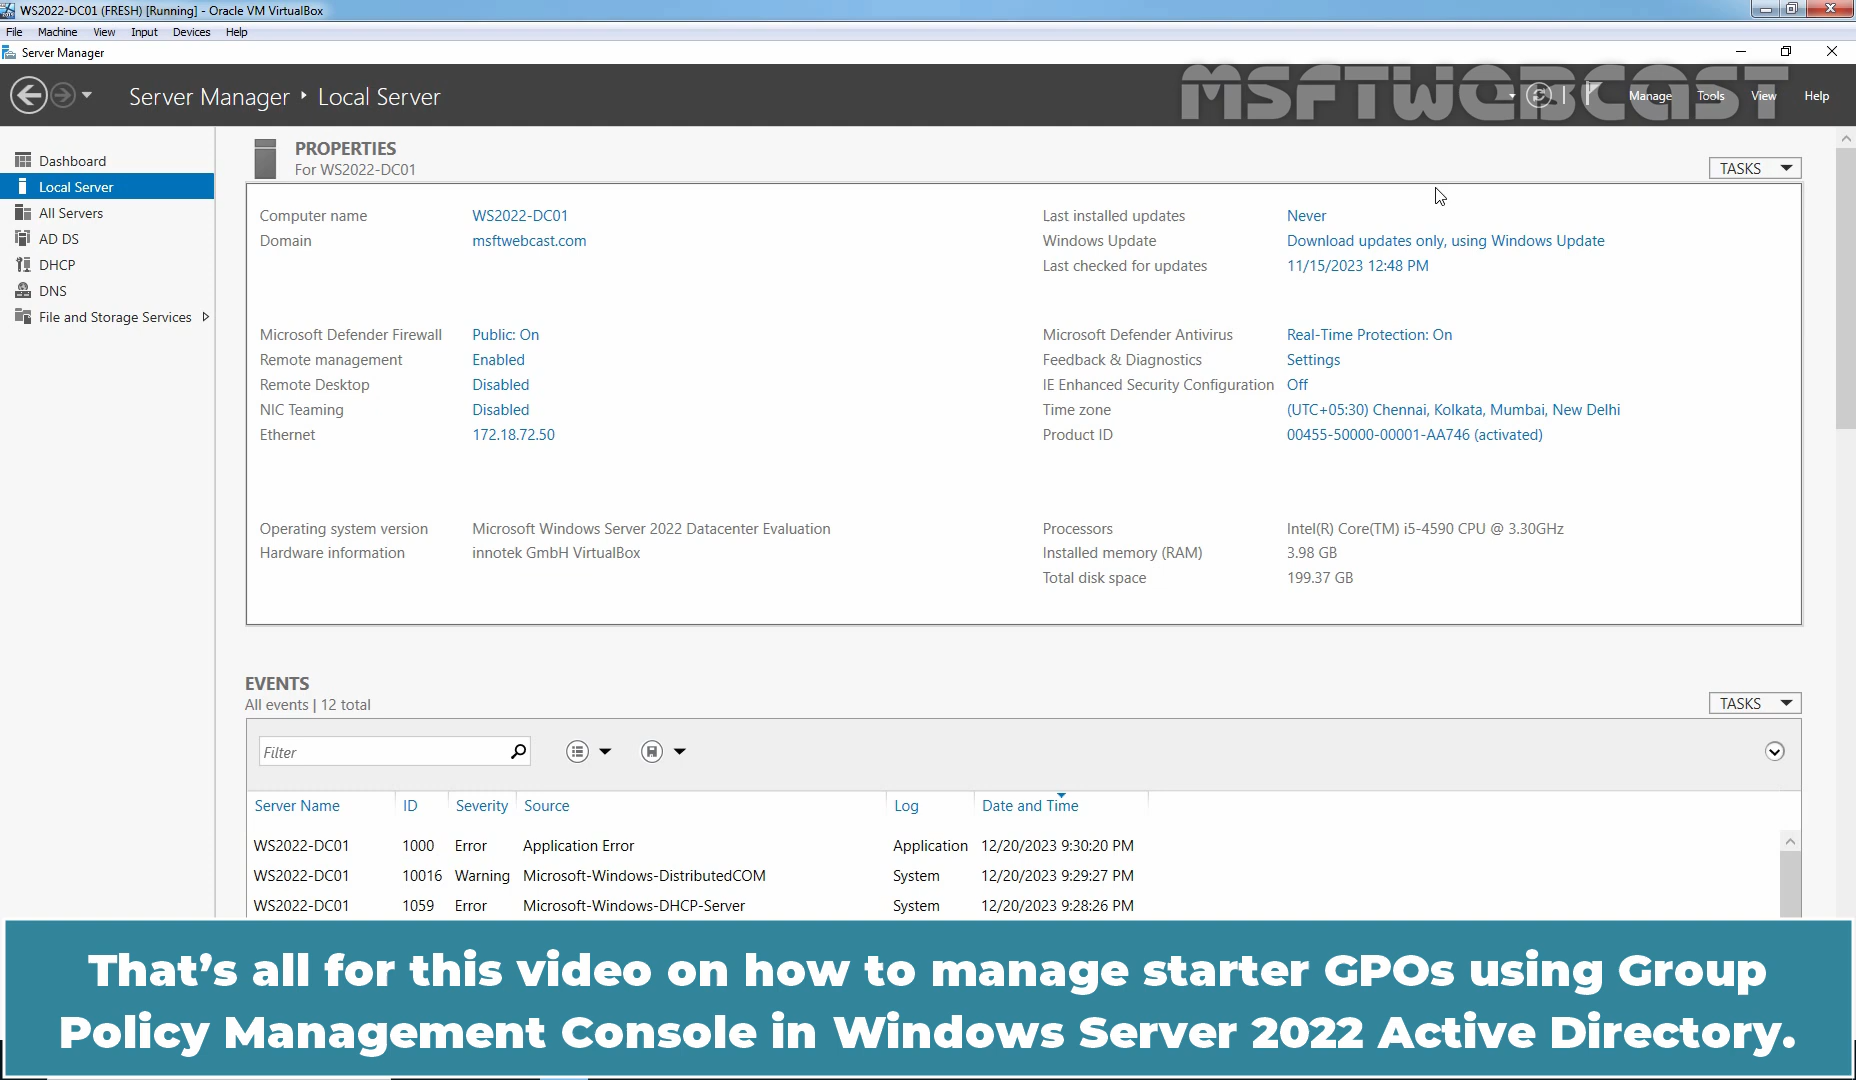 WS2022-DC01 (FRESH) [Running] - Oracle VM VirtualBox
File Machine View Input Devices Help
Server Manager
Server Manager Local Server
MSFTWEBCAST
Manage Tools View Help
Dashboard
Local Server
All Servers
AD DS
DHCP
DNS
File and Storage Services
PROPERTIES
For WS2022-DC01
TASKS
Computer name WS2022-DC01
Domain msftwebcast.com
Last installed updates Never
Windows Update Download updates only, using Windows Update
Last checked for updates 11/15/2023 12:48 PM
Microsoft Defender Firewall Public: On
Remote management Enabled
Remote Desktop Disabled
NIC Teaming Disabled
Ethernet 172.18.72.50
Microsoft Defender Antivirus Real-Time Protection: On
Feedback & Diagnostics Settings
IE Enhanced Security Configuration Off
Time zone (UTC+05:30) Chennai, Kolkata, Mumbai, New Delhi
Product ID 00455-50000-00001-AA746 (activated)
Operating system version Microsoft Windows Server 2022 Datacenter Evaluation
Hardware information innotek GmbH VirtualBox
Processors Intel(R) Core(TM) i5-4590 CPU @ 3.30GHz
Installed memory (RAM) 3.98 GB
Total disk space 199.37 GB
EVENTS
All events | 12 total
TASKS
Filter
Server Name ID Severity Source Log Date and Time
WS2022-DC01 1000 Error Application Error Application 12/20/2023 9:30:20 PM
WS2022-DC01 10016 Warning Microsoft-Windows-DistributedCOM System 12/20/2023 9:29:27 PM
WS2022-DC01 1059 Error Microsoft-Windows-DHCP-Server System 12/20/2023 9:28:26 PM
That's all for this video on how to manage starter GPOs using Group
Policy Management Console in Windows Server 2022 Active Directory.